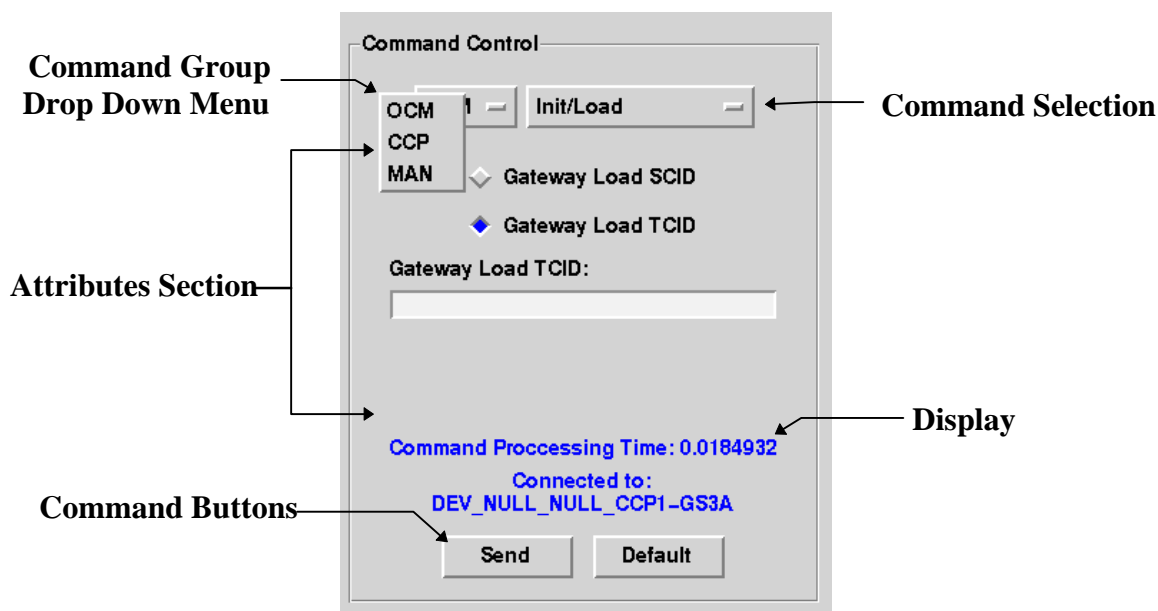 Command Control
Command Group
Drop Down Menu
OCM
CCP
MAN
Init/Load
Command Selection
Gateway Load SCID
Gateway Load TCID
Gateway Load TCID:
Attributes Section
Display
Command Proccessing Time: 0.0184932
Connected to:
DEV_NULL_NULL_CCP1-GS3A
Command Buttons
Send
Default